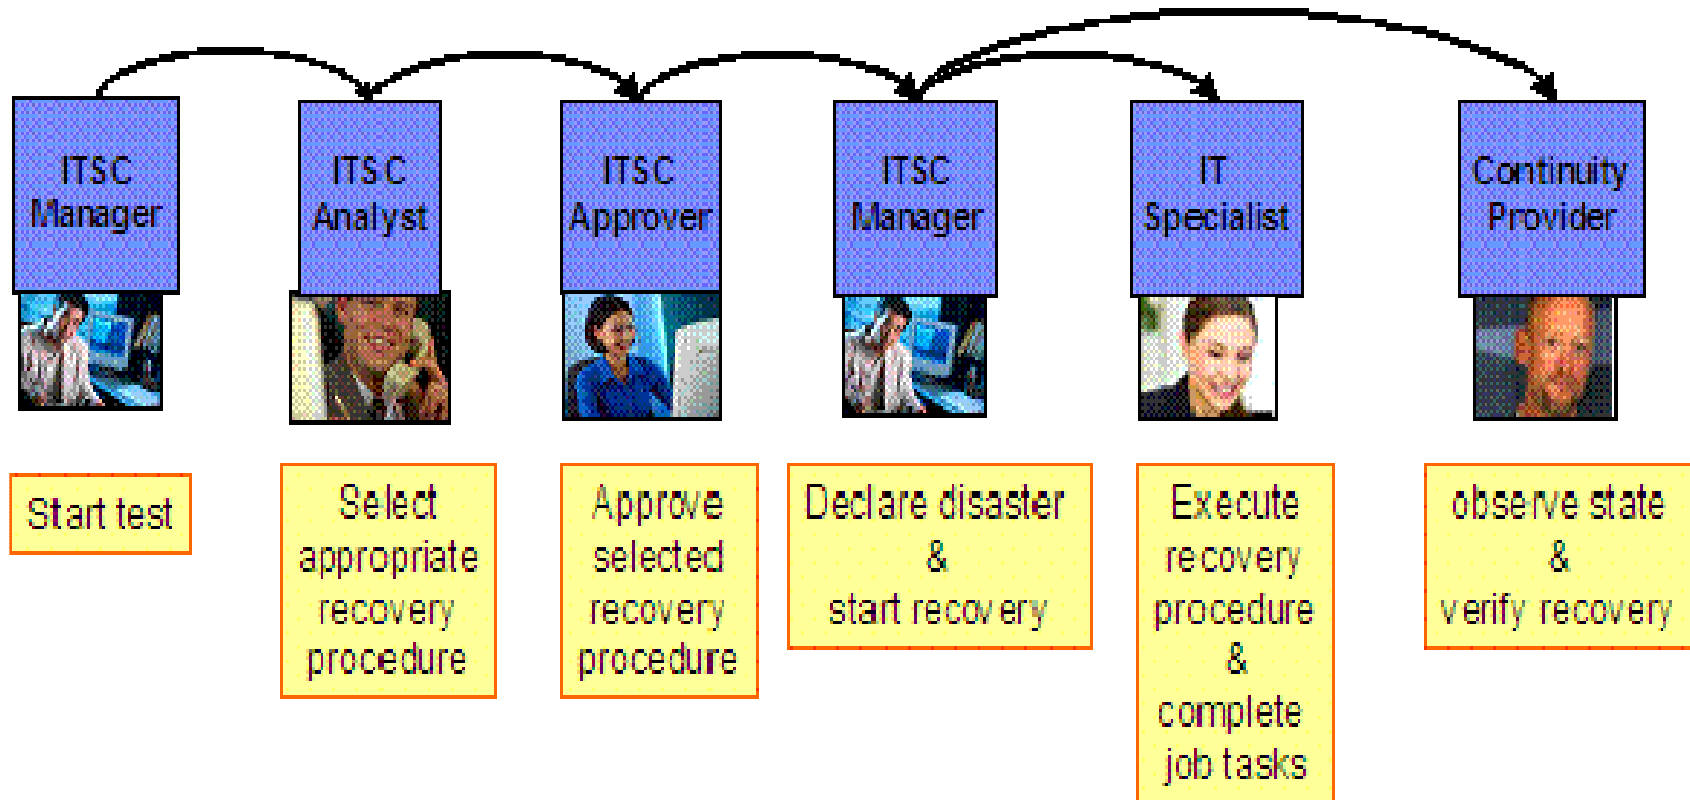 ITSC
Manager
ITSC
Analyst
ITSC
Approver
ITSC
Manager
IT
Specialist
Continuity
Provider
Start test
Select
appropriate
recovery
procedure
Approve
selected
recovery
procedure
Declare disaster
&
start recovery
Execute
recovery
procedure
&
complete
job tasks
observe state
&
verify recovery